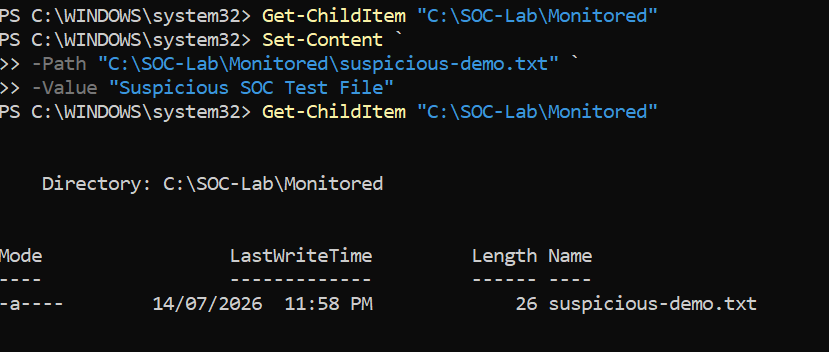 PS C:\WINDOWS\system32> Get-ChildItem "C:\SOC-Lab\Monitored"
PS C:\WINDOWS\system32> Set-Content `
>> -Path "C:\SOC-Lab\Monitored\suspicious-demo.txt" `
>> -Value "Suspicious SOC Test File"
PS C:\WINDOWS\system32> Get-ChildItem "C:\SOC-Lab\Monitored"
Directory: C:\SOC-Lab\Monitored
Mode LastWriteTime Length Name
---- ------------- ------ ----
-a---- 14/07/2026 11:58 PM 26 suspicious-demo.txt